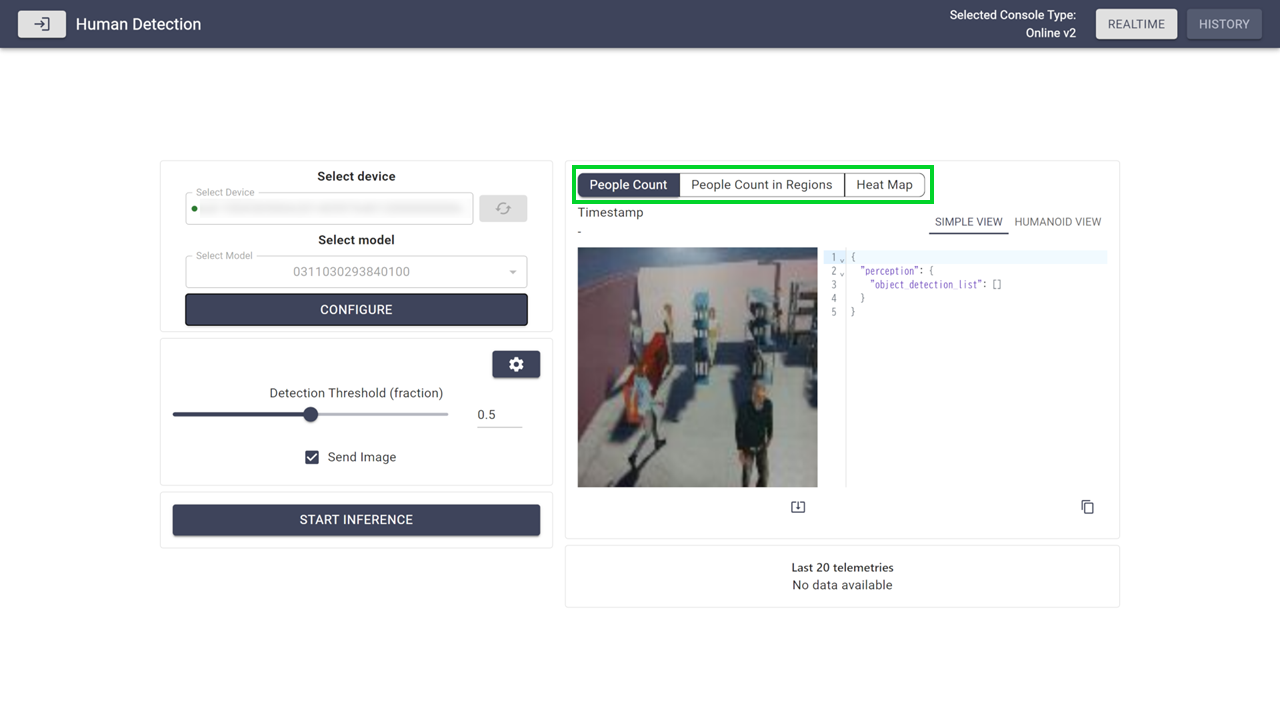 Human Detection
Selected Console Type:
Online v2
REALTIME
HISTORY
Select device
Select Device
Select model
Select Model
0311030293840100
CONFIGURE
Detection Threshold (fraction)
0.5
Send Image
START INFERENCE
People Count
People Count in Regions
Heat Map
Timestamp
-
SIMPLE VIEW
HUMANOID VIEW
1 {
2 "perception": {
3 "object_detection_list": []
4 }
5 }
Last 20 telemetries
No data available